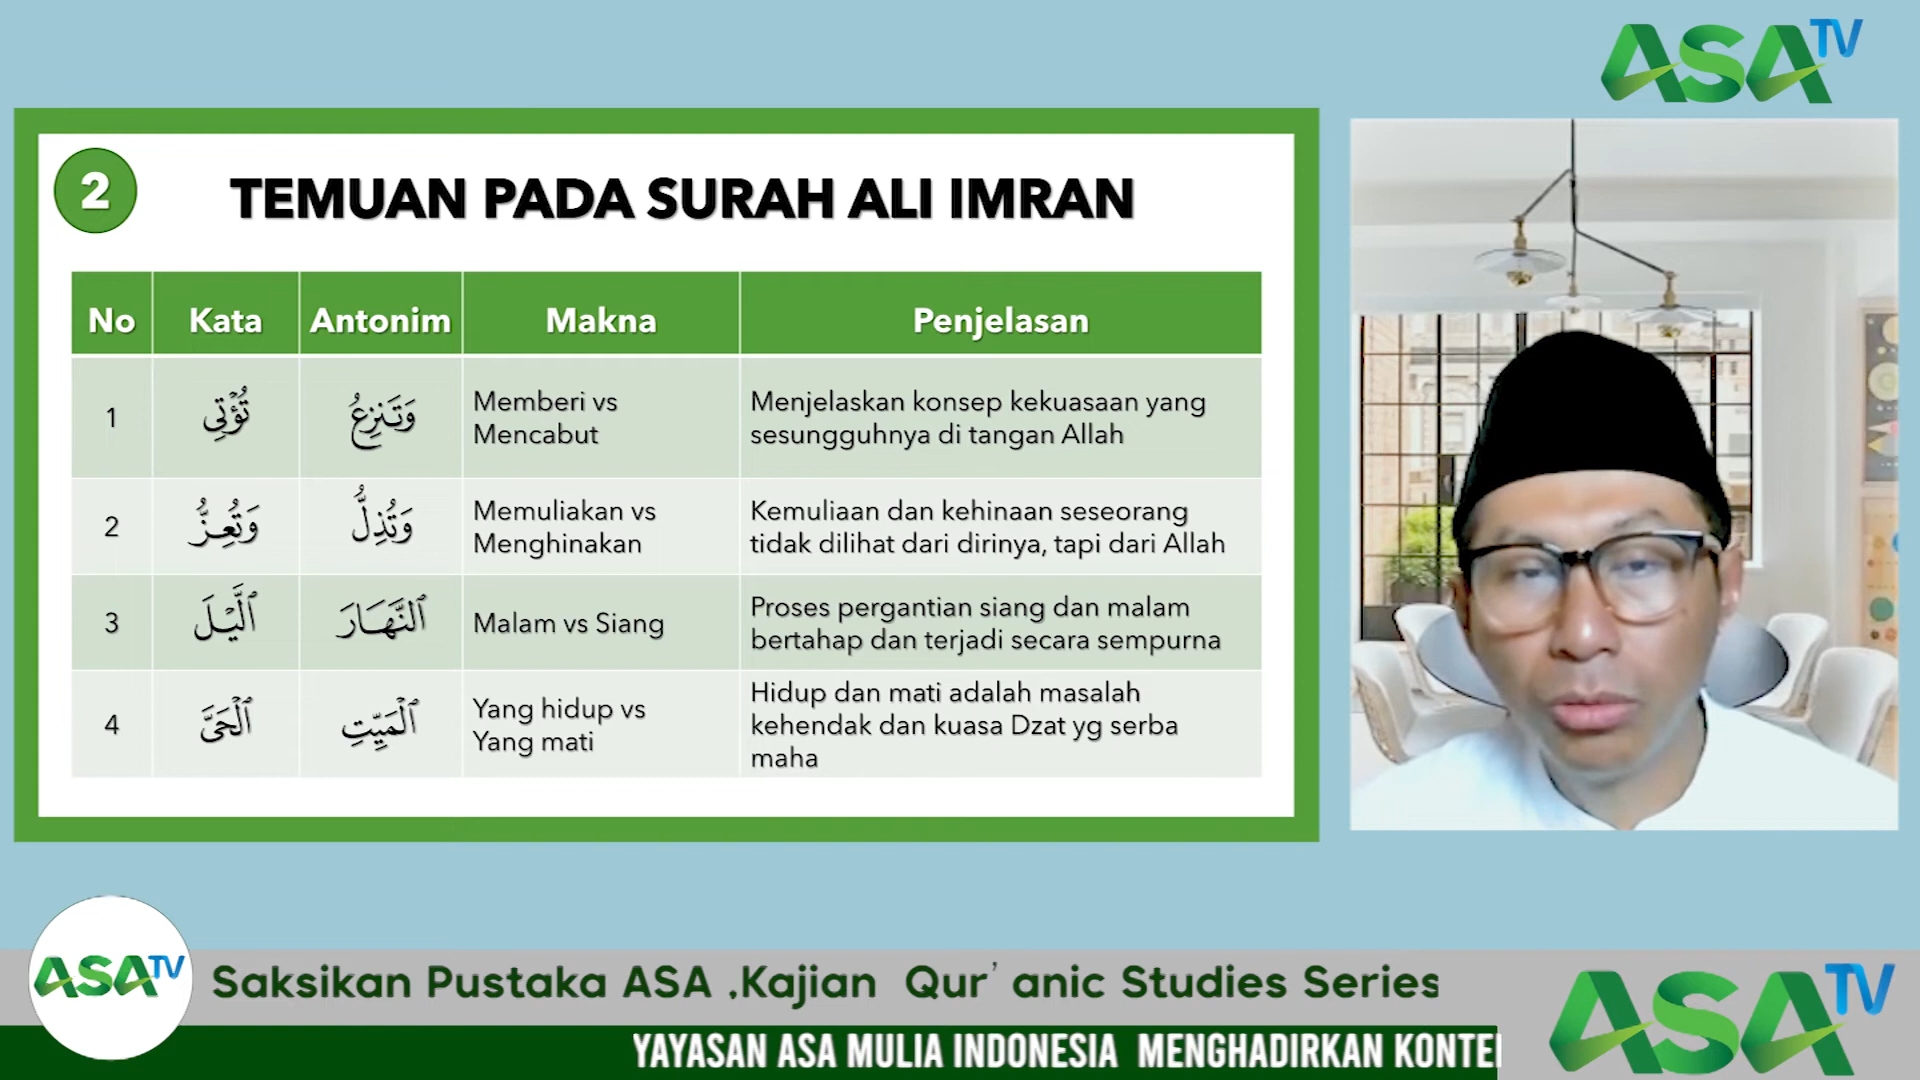 ASA TV
2
TEMUAN PADA SURAH ALI IMRAN
No Kata Antonim Makna Penjelasan
1 تُؤْتِى وَتَنزِعُ Memberi vs
Mencabut
Menjelaskan konsep kekuasaan yang
sesungguhnya di tangan Allah
2 وَتُعِزُّ وَتُذِلُّ Memuliakan vs
Menghinakan
Kemuliaan dan kehinaan seseorang
tidak dilihat dari dirinya, tapi dari Allah
3 ٱلَّيْلَ ٱلنَّهَارَ Malam vs Siang
Proses pergantian siang dan malam
bertahap dan terjadi secara sempurna
4 ٱلْحَىَّ ٱلْمَيِّتِ Yang hidup vs
Yang mati
Hidup dan mati adalah masalah
kehendak dan kuasa Dzat yg serba
maha
ASA TV
Saksikan Pustaka ASA ,Kajian Qur’ anic Studies Series
YAYASAN ASA MULIA INDONESIA MENGHADIRKAN
ASA TV